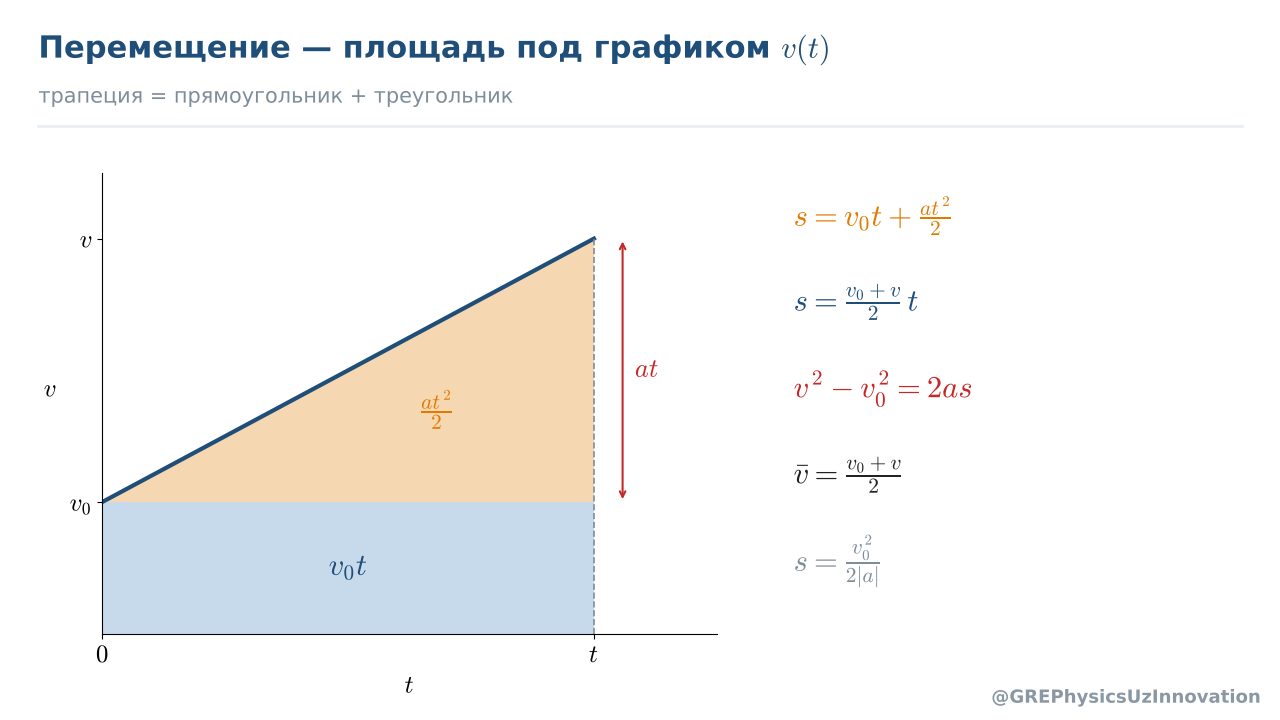 Перемещение — площадь под графиком v(t)
трапеция = прямоугольник + треугольник
v
v
v₀
at²/2
v₀t
at
0
t
t
s = v₀t + at²/2
s = (v₀ + v)/2 t
v² − v₀² = 2as
v̄ = (v₀ + v)/2
s = v₀²/2|a|
@GREPhysicsUzInnovation